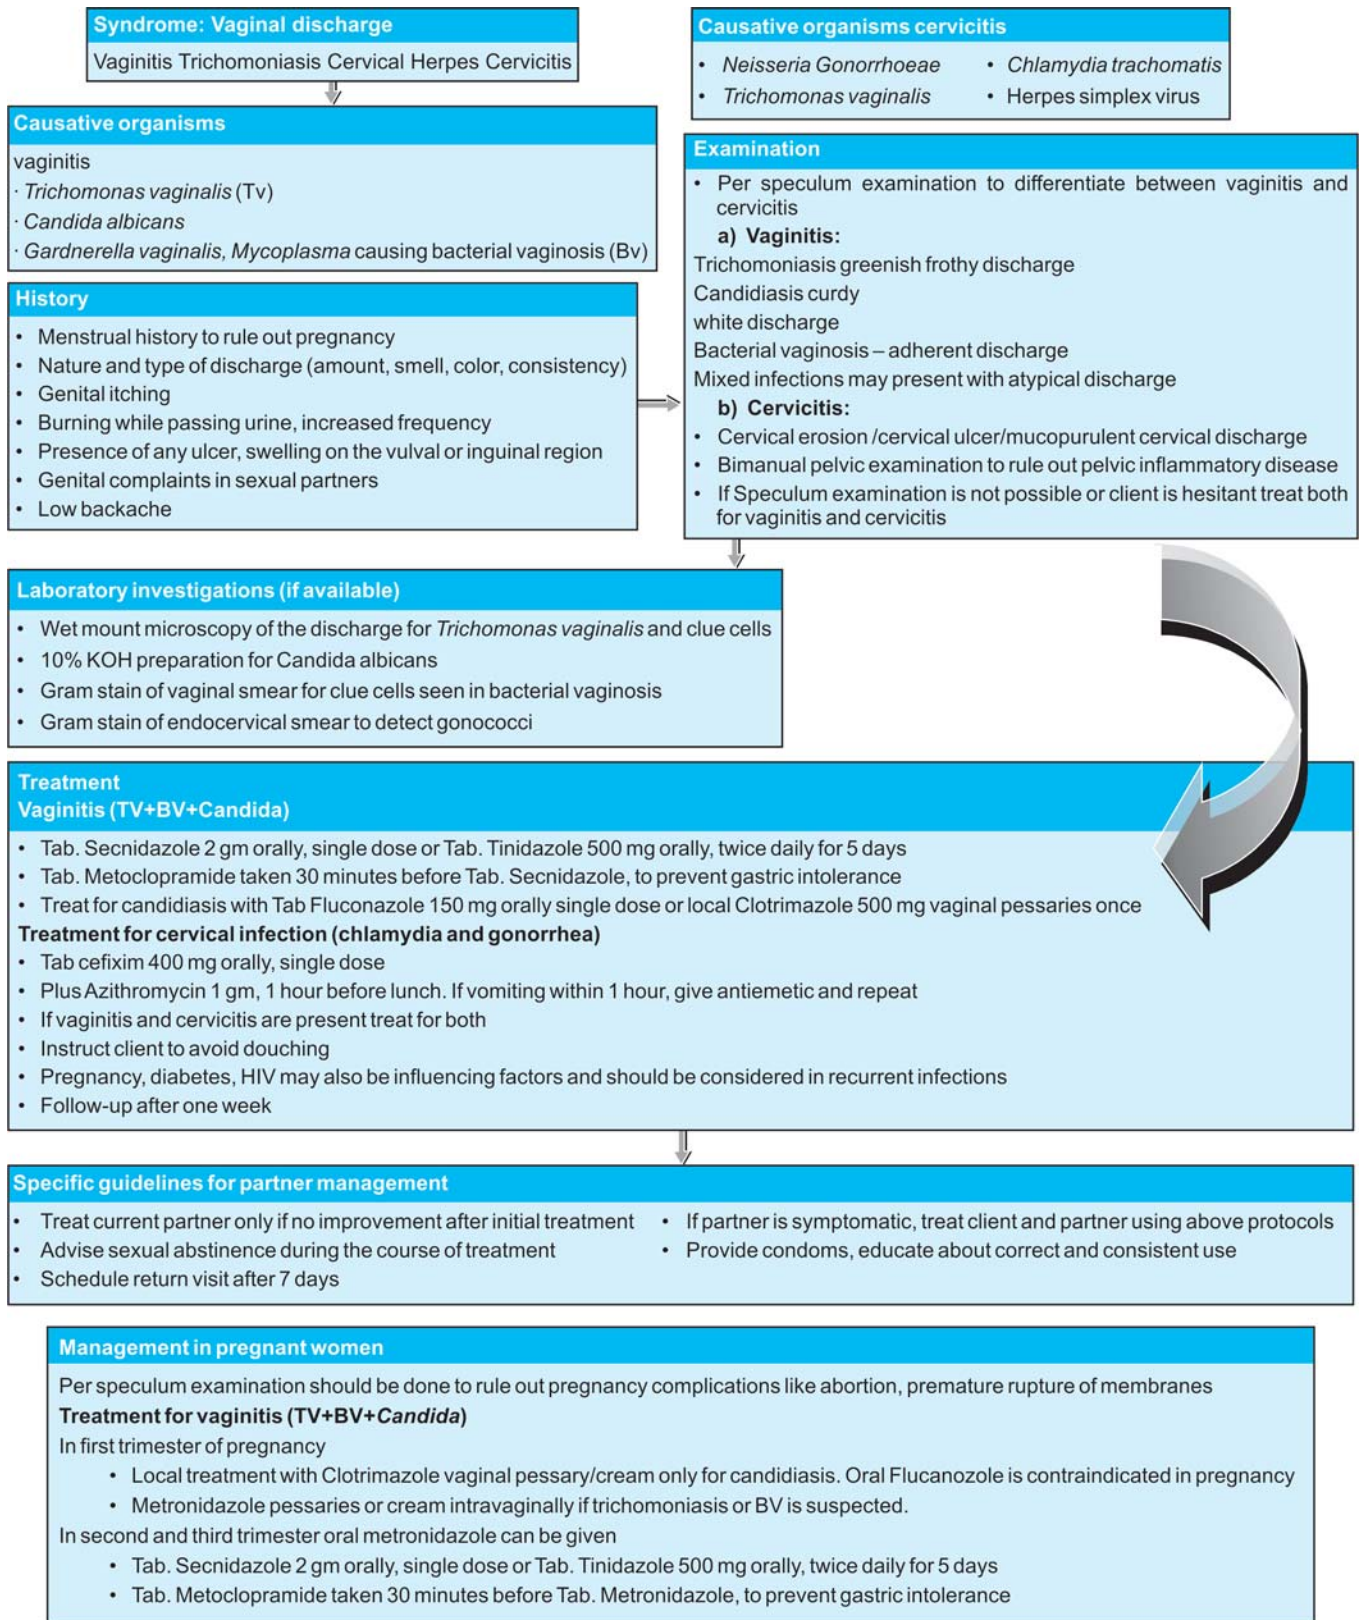 Syndrome: Vaginal discharge
Vaginitis Trichomoniasis Cervical Herpes Cervicitis
Causative organisms
vaginitis
· Trichomonas vaginalis (Tv)
· Candida albicans
· Gardnerella vaginalis, Mycoplasma causing bacterial vaginosis (Bv)
History
• Menstrual history to rule out pregnancy
• Nature and type of discharge (amount, smell, color, consistency)
• Genital itching
• Burning while passing urine, increased frequency
• Presence of any ulcer, swelling on the vulval or inguinal region
• Genital complaints in sexual partners
• Low backache
Causative organisms cervicitis
• Neisseria Gonorrhoeae • Chlamydia trachomatis
• Trichomonas vaginalis • Herpes simplex virus
Examination
• Per speculum examination to differentiate between vaginitis and
cervicitis
a) Vaginitis:
Trichomoniasis greenish frothy discharge
Candidiasis curdy
white discharge
Bacterial vaginosis – adherent discharge
Mixed infections may present with atypical discharge
b) Cervicitis:
• Cervical erosion /cervical ulcer/mucopurulent cervical discharge
• Bimanual pelvic examination to rule out pelvic inflammatory disease
• If Speculum examination is not possible or client is hesitant treat both
for vaginitis and cervicitis
Laboratory investigations (if available)
• Wet mount microscopy of the discharge for Trichomonas vaginalis and clue cells
• 10% KOH preparation for Candida albicans
• Gram stain of vaginal smear for clue cells seen in bacterial vaginosis
• Gram stain of endocervical smear to detect gonococci
Treatment
Vaginitis (TV+BV+Candida)
• Tab. Secnidazole 2 gm orally, single dose or Tab. Tinidazole 500 mg orally, twice daily for 5 days
• Tab. Metoclopramide taken 30 minutes before Tab. Secnidazole, to prevent gastric intolerance
• Treat for candidiasis with Tab Fluconazole 150 mg orally single dose or local Clotrimazole 500 mg vaginal pessaries once
Treatment for cervical infection (chlamydia and gonorrhea)
• Tab cefixim 400 mg orally, single dose
• Plus Azithromycin 1 gm, 1 hour before lunch. If vomiting within 1 hour, give antiemetic and repeat
• If vaginitis and cervicitis are present treat for both
• Instruct client to avoid douching
• Pregnancy, diabetes, HIV may also be influencing factors and should be considered in recurrent infections
• Follow-up after one week
Specific guidelines for partner management
• Treat current partner only if no improvement after initial treatment
• Advise sexual abstinence during the course of treatment
• Schedule return visit after 7 days
• If partner is symptomatic, treat client and partner using above protocols
• Provide condoms, educate about correct and consistent use
Management in pregnant women
Per speculum examination should be done to rule out pregnancy complications like abortion, premature rupture of membranes
Treatment for vaginitis (TV+BV+Candida)
In first trimester of pregnancy
• Local treatment with Clotrimazole vaginal pessary/cream only for candidiasis. Oral Flucanozole is contraindicated in pregnancy
• Metronidazole pessaries or cream intravaginally if trichomoniasis or BV is suspected.
In second and third trimester oral metronidazole can be given
• Tab. Secnidazole 2 gm orally, single dose or Tab. Tinidazole 500 mg orally, twice daily for 5 days
• Tab. Metoclopramide taken 30 minutes before Tab. Metronidazole, to prevent gastric intolerance